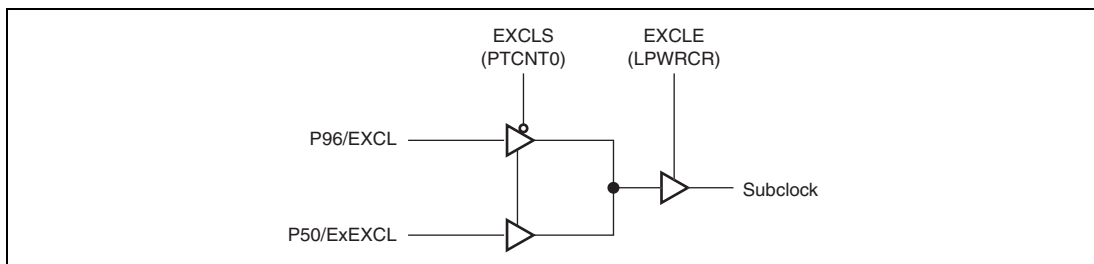 EXCLS
(PTCNT0)
EXCLE
(LPWRCR)
P96/EXCL
Subclock
P50/ExEXCL